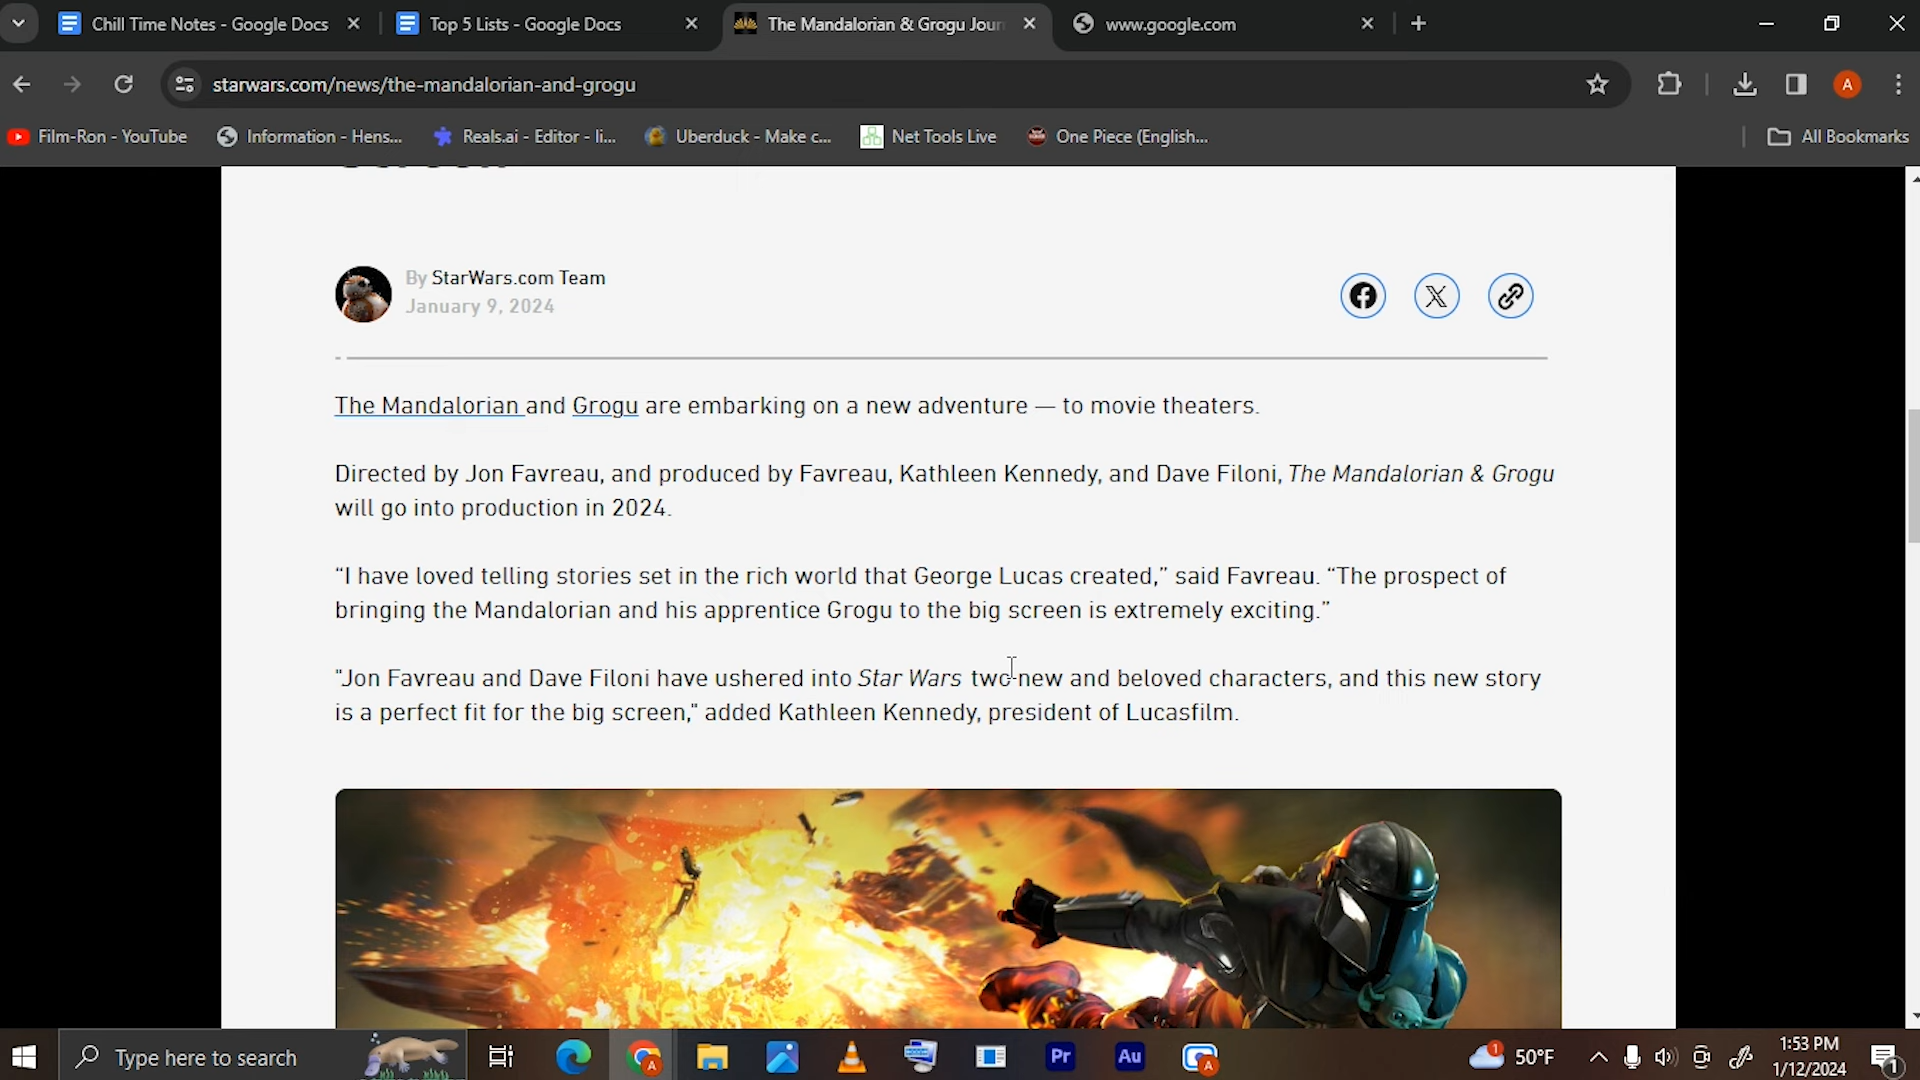 Chill Time Notes - Google Docs
Top 5 Lists - Google Docs
The Mandalorian & Grogu Jour
www.google.com
starwars.com/news/the-mandalorian-and-grogu
A
Film-Ron - YouTube
Information - Hens...
Reals.ai - Editor - li...
Uberduck - Make c...
Net Tools Live
One Piece (English...
All Bookmarks
By StarWars.com Team
January 9, 2024
The Mandalorian and Grogu are embarking on a new adventure — to movie theaters.
Directed by Jon Favreau, and produced by Favreau, Kathleen Kennedy, and Dave Filoni, The Mandalorian & Grogu
will go into production in 2024.
“I have loved telling stories set in the rich world that George Lucas created,” said Favreau. “The prospect of
bringing the Mandalorian and his apprentice Grogu to the big screen is extremely exciting.”
"Jon Favreau and Dave Filoni have ushered into Star Wars two new and beloved characters, and this new story
is a perfect fit for the big screen," added Kathleen Kennedy, president of Lucasfilm.
Type here to search
A
Pr
Au
A
1
50°F
1:53 PM
1/12/2024
1